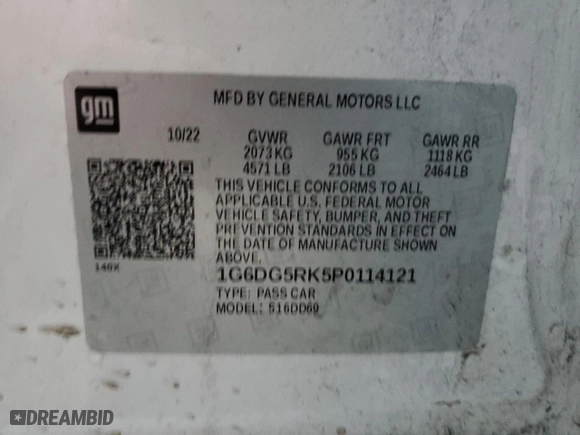 gm
MFD BY GENERAL MOTORS LLC
10/22 GVWR GAWR FRT GAWR RR
2073 KG 955 KG 1118 KG
4571 LB 2106 LB 2464 LB
THIS VEHICLE CONFORMS TO ALL
APPLICABLE U.S. FEDERAL MOTOR
VEHICLE SAFETY, BUMPER, AND THEFT
PREVENTION STANDARDS IN EFFECT ON
THE DATE OF MANUFACTURE SHOWN
ABOVE.
1G6DG5RK5P0114121
TYPE: PASS CAR
MODEL: 516DD69
DREAMBID